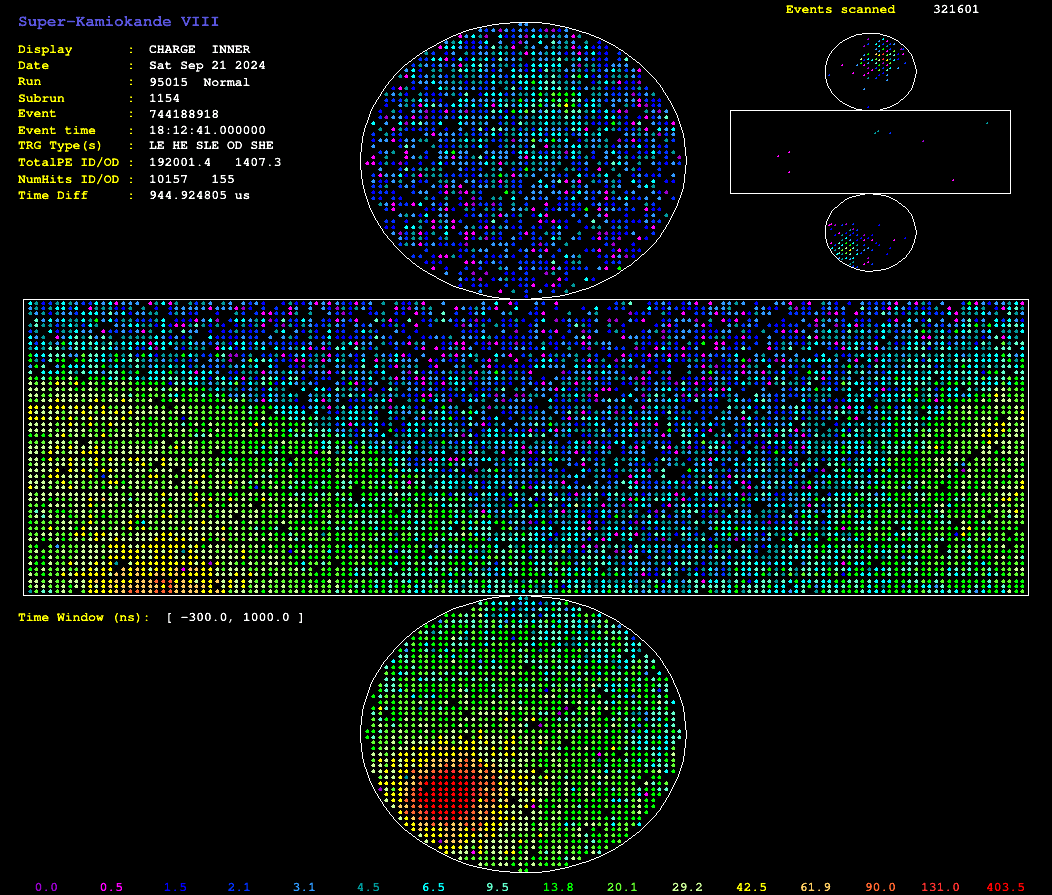 Super-Kamiokande VIII
Events scanned 321601
Display : CHARGE INNER
Date : Sat Sep 21 2024
Run : 95015 Normal
Subrun : 1154
Event : 744188918
Event time : 18:12:41.000000
TRG Type(s) : LE HE SLE OD SHE
TotalPE ID/OD : 192001.4 1407.3
NumHits ID/OD : 10157 155
Time Diff : 944.924805 us
Time Window (ns): [ -300.0, 1000.0 ]
0.0 0.5 1.5 2.1 3.1 4.5 6.5 9.5 13.8 20.1 29.2 42.5 61.9 90.0 131.0 403.5